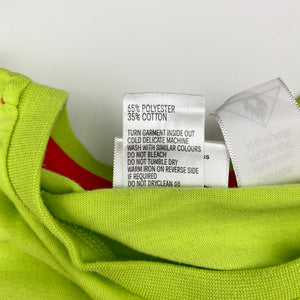 65% POLYESTER
35% COTTON
TURN GARMENT INSIDE OUT
COLD DELICATE MACHINE
WASH WITH SIMILAR COLOURS
DO NOT BLEACH
DO NOT TUMBLE DRY
WARM IRON ON REVERSE SIDE
IF REQUIRED
DO NOT DRYCLEAN